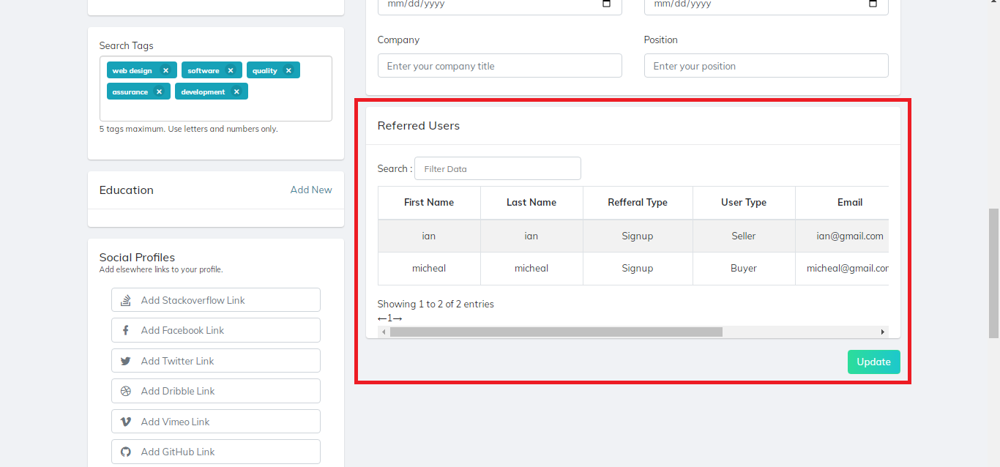 Search Tags
web design ×
software ×
quality ×
assurance ×
development ×
5 tags maximum. Use letters and numbers only.
Education
Add New
Social Profiles
Add elsewhere links to your profile.
Add Stackoverflow Link
Add Facebook Link
Add Twitter Link
Add Dribble Link
Add Vimeo Link
Add GitHub Link
mm/dd/yyyy
mm/dd/yyyy
Company
Position
Enter your company title
Enter your position
Referred Users
Search : Filter Data
First Name Last Name Refferal Type User Type Email
ian ian Signup Seller ian@gmail.com
micheal micheal Signup Buyer micheal@gmail.com
Showing 1 to 2 of 2 entries
←1→
Update